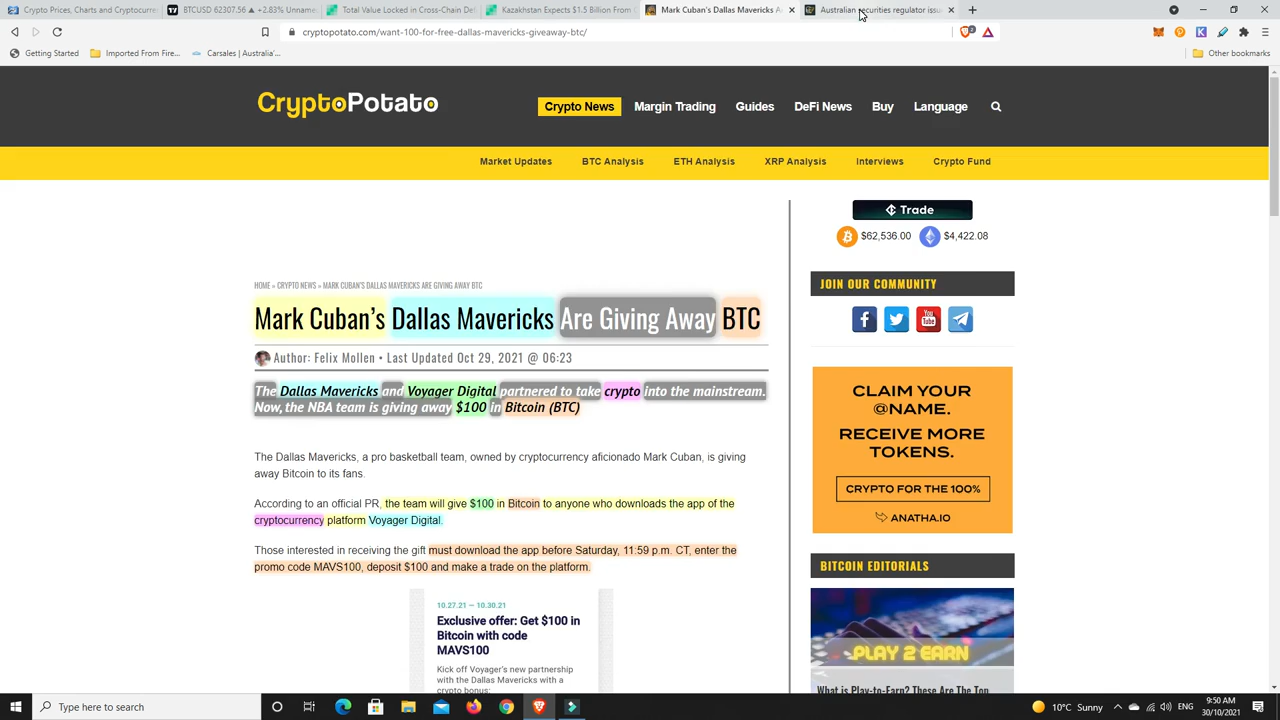 Crypto Prices, Charts and Cryptocurr
BTCUSD 62307.56 ▲ +2.83% Unnam
Total Value Locked in Cross-Chain Def
Kazakhstan Expects $1.5 Billion From
Mark Cuban's Dallas Mavericks A
Australian securities regulator issu
cryptopotato.com/want-100-for-free-dallas-mavericks-giveaway-btc/
Getting Started
Imported From Fire...
Carsales | Australia'...
Other bookmarks
CryptoPotato
Crypto News
Margin Trading
Guides
DeFi News
Buy
Language
Market Updates
BTC Analysis
ETH Analysis
XRP Analysis
Interviews
Crypto Fund
Trade
$62,536.00
$4,422.08
HOME » CRYPTO NEWS » MARK CUBAN'S DALLAS MAVERICKS ARE GIVING AWAY BTC
Mark Cuban's Dallas Mavericks Are Giving Away BTC
Author: Felix Mollen • Last Updated Oct 29, 2021 @ 06:23
The Dallas Mavericks and Voyager Digital partnered to take crypto into the mainstream.
Now, the NBA team is giving away $100 in Bitcoin (BTC)
The Dallas Mavericks, a pro basketball team, owned by cryptocurrency aficionado Mark Cuban, is giving
away Bitcoin to its fans.
According to an official PR, the team will give $100 in Bitcoin to anyone who downloads the app of the
cryptocurrency platform Voyager Digital.
Those interested in receiving the gift must download the app before Saturday, 11:59 p.m. CT, enter the
promo code MAVS100, deposit $100 and make a trade on the platform.
10.27.21 — 10.30.21
Exclusive offer: Get $100 in
Bitcoin with code
MAVS100
Kick off Voyager's new partnership
with the Dallas Mavericks with a
crypto bonus:
JOIN OUR COMMUNITY
You
Tube
CLAIM YOUR
@NAME.
RECEIVE MORE
TOKENS.
CRYPTO FOR THE 100%
ANATHA.IO
BITCOIN EDITORIALS
PLAY 2 EARN
What is Play-to-Earn? These Are The Top
Type here to search
10°C Sunny
ENG
9:50 AM
30/10/2021